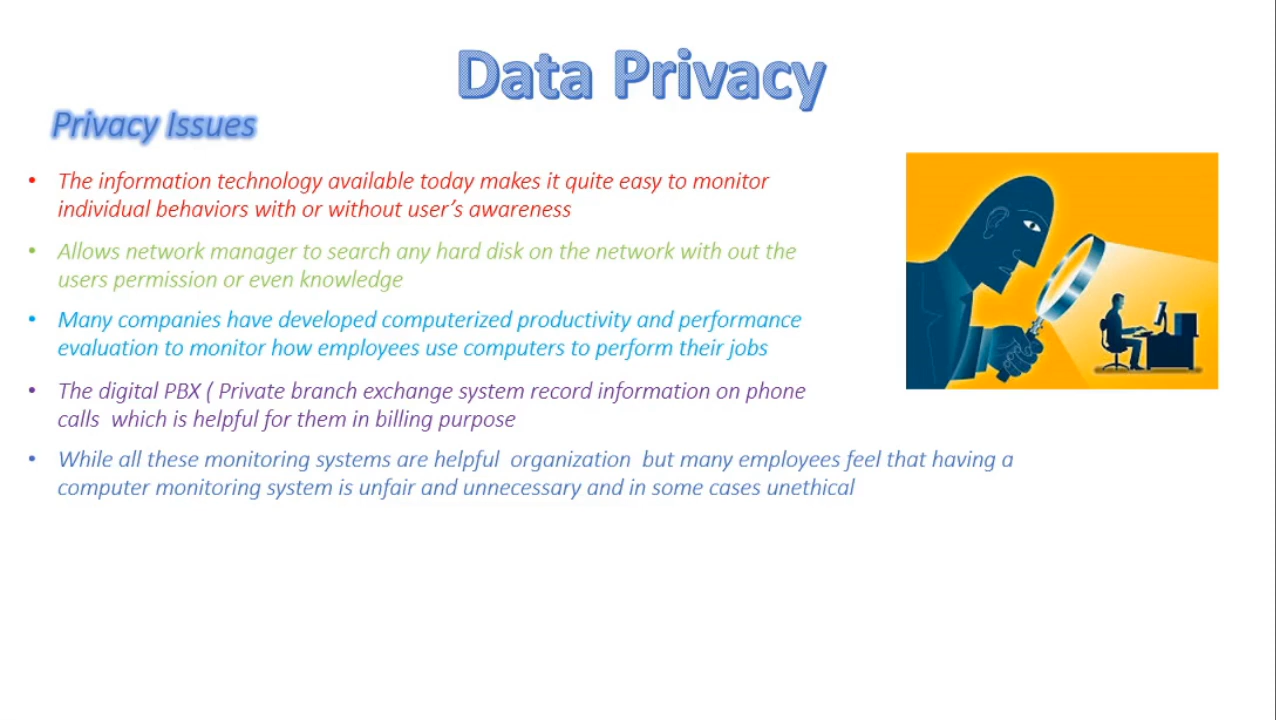 Data Privacy
Privacy Issues
• The information technology available today makes it quite easy to monitor
individual behaviors with or without user's awareness
• Allows network manager to search any hard disk on the network with out the
users permission or even knowledge
• Many companies have developed computerized productivity and performance
evaluation to monitor how employees use computers to perform their jobs
• The digital PBX ( Private branch exchange system record information on phone
calls  which is helpful for them in billing purpose
• While all these monitoring systems are helpful  organization  but many employees feel that having a
computer monitoring system is unfair and unnecessary and in some cases unethical